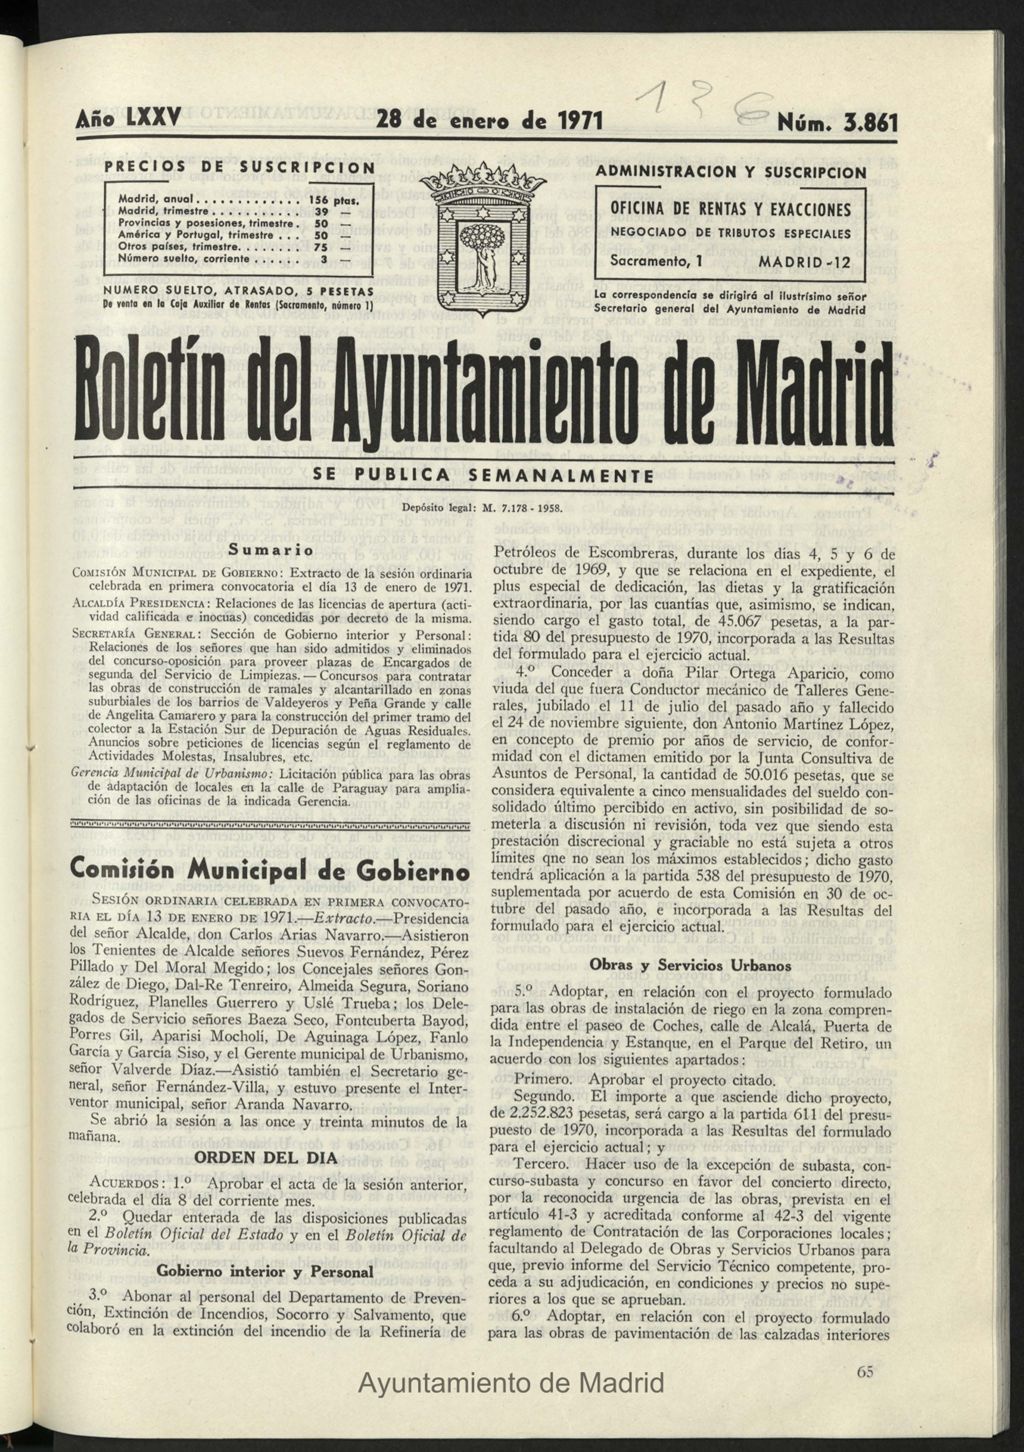 136
Año LXXV
28 de enero de 1971
Núm. 3.861
PRECIOS DE SUSCRIPCION
Madrid, anual . . . . . . . . . . . . . 156 ptas.
Madrid, trimestre . . . . . . . . . . . 39 —
Provincias y posesiones, trimestre . 50 —
América y Portugal, trimestre . . . 50 —
Otros países, trimestre. . . . . . . . 75 —
Número suelto, corriente . . . . . . 3 —
NUMERO SUELTO, ATRASADO, 5 PESETAS
De venta en la Caja Auxiliar de Rentas (Sacramento, número 1)
ADMINISTRACION Y SUSCRIPCION
OFICINA DE RENTAS Y EXACCIONES
NEGOCIADO DE TRIBUTOS ESPECIALES
Sacramento, 1 MADRID-12
La correspondencia se dirigirá al ilustrísimo señor
Secretario general del Ayuntamiento de Madrid
Boletín del Ayuntamiento de Madrid
SE PUBLICA SEMANALMENTE
Depósito legal: M. 7.178 - 1958.
Sumario
COMISIÓN MUNICIPAL DE GOBIERNO: Extracto de la sesión ordinaria
celebrada en primera convocatoria el día 13 de enero de 1971.
ALCALDÍA PRESIDENCIA: Relaciones de las licencias de apertura (acti-
vidad calificada e inocuas) concedidas por decreto de la misma.
SECRETARÍA GENERAL: Sección de Gobierno interior y Personal:
Relaciones de los señores que han sido admitidos y eliminados
del concurso-oposición para proveer plazas de Encargados de
segunda del Servicio de Limpiezas. — Concursos para contratar
las obras de construcción de ramales y alcantarillado en zonas
suburbiales de los barrios de Valdeyeros y Peña Grande y calle
de Angelita Camarero y para la construcción del primer tramo del
colector a la Estación Sur de Depuración de Aguas Residuales.
Anuncios sobre peticiones de licencias según el reglamento de
Actividades Molestas, Insalubres, etc.
Gerencia Municipal de Urbanismo: Licitación pública para las obras
de adaptación de locales en la calle de Paraguay para amplia-
ción de las oficinas de la indicada Gerencia.
Comisión Municipal de Gobierno
SESIÓN ORDINARIA CELEBRADA EN PRIMERA CONVOCATO-
RIA EL DÍA 13 DE ENERO DE 1971.—Extracto.—Presidencia
del señor Alcalde, don Carlos Arias Navarro.—Asistieron
los Tenientes de Alcalde señores Suevos Fernández, Pérez
Pillado y Del Moral Megido; los Concejales señores Gon-
zález de Diego, Dal-Re Tenreiro, Almeida Segura, Soriano
Rodríguez, Planelles Guerrero y Uslé Trueba; los Dele-
gados de Servicio señores Baeza Seco, Fontcuberta Bayod,
Porres Gil, Aparisi Mocholí, De Aguinaga López, Fanlo
García y García Siso, y el Gerente municipal de Urbanismo,
señor Valverde Díaz.—Asistió también el Secretario ge-
neral, señor Fernández-Villa, y estuvo presente el Inter-
ventor municipal, señor Aranda Navarro.
Se abrió la sesión a las once y treinta minutos de la
mañana.
ORDEN DEL DIA
ACUERDOS: 1.º Aprobar el acta de la sesión anterior,
celebrada el día 8 del corriente mes.
2.º Quedar enterada de las disposiciones publicadas
en el Boletín Oficial del Estado y en el Boletín Oficial de
la Provincia.
Gobierno interior y Personal
3.º Abonar al personal del Departamento de Preven-
ción, Extinción de Incendios, Socorro y Salvamento, que
colaboró en la extinción del incendio de la Refinería de
Petróleos de Escombreras, durante los días 4, 5 y 6 de
octubre de 1969, y que se relaciona en el expediente, el
plus especial de dedicación, las dietas y la gratificación
extraordinaria, por las cuantías que, asimismo, se indican,
siendo cargo el gasto total, de 45.067 pesetas, a la par-
tida 80 del presupuesto de 1970, incorporada a las Resultas
del formulado para el ejercicio actual.
4.º Conceder a doña Pilar Ortega Aparicio, como
viuda del que fuera Conductor mecánico de Talleres Gene-
rales, jubilado el 11 de julio del pasado año y fallecido
el 24 de noviembre siguiente, don Antonio Martínez López,
en concepto de premio por años de servicio, de confor-
midad con el dictamen emitido por la Junta Consultiva de
Asuntos de Personal, la cantidad de 50.016 pesetas, que se
considera equivalente a cinco mensualidades del sueldo con-
solidado último percibido en activo, sin posibilidad de so-
meterla a discusión ni revisión, toda vez que siendo esta
prestación discrecional y graciable no está sujeta a otros
límites qne no sean los máximos establecidos; dicho gasto
tendrá aplicación a la partida 538 del presupuesto de 1970,
suplementada por acuerdo de esta Comisión en 30 de oc-
tubre del pasado año, e incorporada a las Resultas del
formulado para el ejercicio actual.
Obras y Servicios Urbanos
5.º Adoptar, en relación con el proyecto formulado
para las obras de instalación de riego en la zona compren-
dida entre el paseo de Coches, calle de Alcalá, Puerta de
la Independencia y Estanque, en el Parque del Retiro, un
acuerdo con los siguientes apartados:
Primero. Aprobar el proyecto citado.
Segundo. El importe a que asciende dicho proyecto,
de 2.252.823 pesetas, será cargo a la partida 611 del presu-
puesto de 1970, incorporada a las Resultas del formulado
para el ejercicio actual; y
Tercero. Hacer uso de la excepción de subasta, con-
curso-subasta y concurso en favor del concierto directo,
por la reconocida urgencia de las obras, prevista en el
artículo 41-3 y acreditada conforme al 42-3 del vigente
reglamento de Contratación de las Corporaciones locales;
facultando al Delegado de Obras y Servicios Urbanos para
que, previo informe del Servicio Técnico competente, pro-
ceda a su adjudicación, en condiciones y precios no supe-
riores a los que se aprueban.
6.º Adoptar, en relación con el proyecto formulado
para las obras de pavimentación de las calzadas interiores
65
Ayuntamiento de Madrid